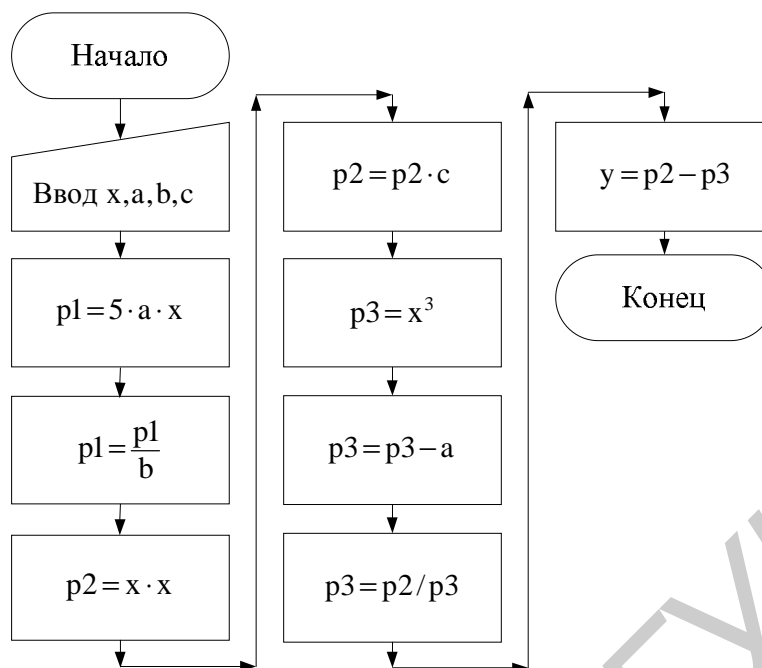 Начало
Ввод x,a,b,c
p1=5·a·x
p1=p1/b
p2=x·x
p2=p2·c
p3=x³
p3=p3−a
p3=p2/p3
y=p2−p3
Конец